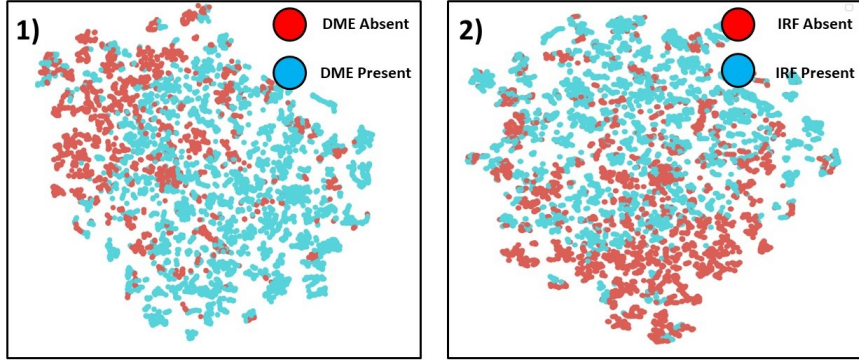 1)
DME Absent
DME Present
2)
IRF Absent
IRF Present